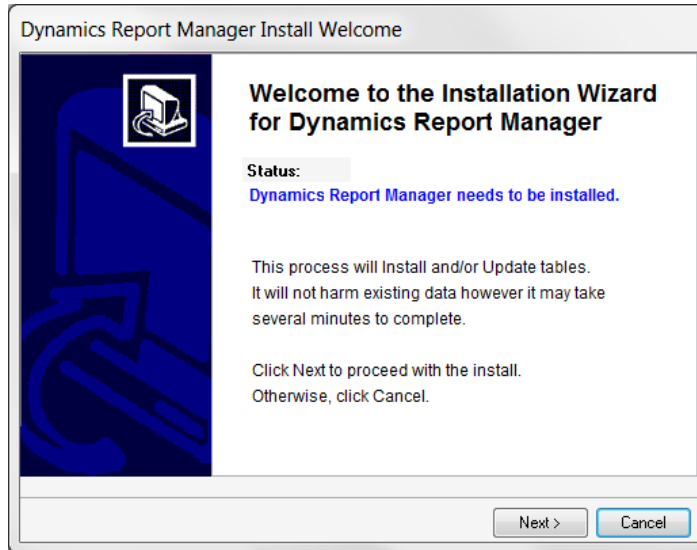 Dynamics Report Manager Install Welcome
Welcome to the Installation Wizard
for Dynamics Report Manager
Status:
Dynamics Report Manager needs to be installed.
This process will Install and/or Update tables.
It will not harm existing data however it may take
several minutes to complete.
Click Next to proceed with the install.
Otherwise, click Cancel.
Next >
Cancel